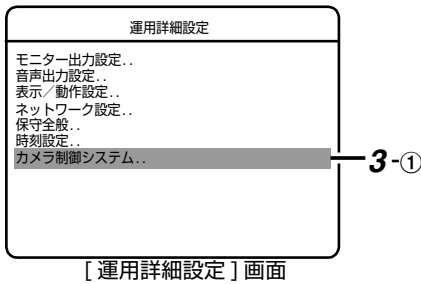 運用詳細設定
モニター出力設定..
音声出力設定..
表示／動作設定..
ネットワーク設定..
保守全般..
時刻設定..
カメラ制御システム..
3-①
[ 運用詳細設定 ] 画面